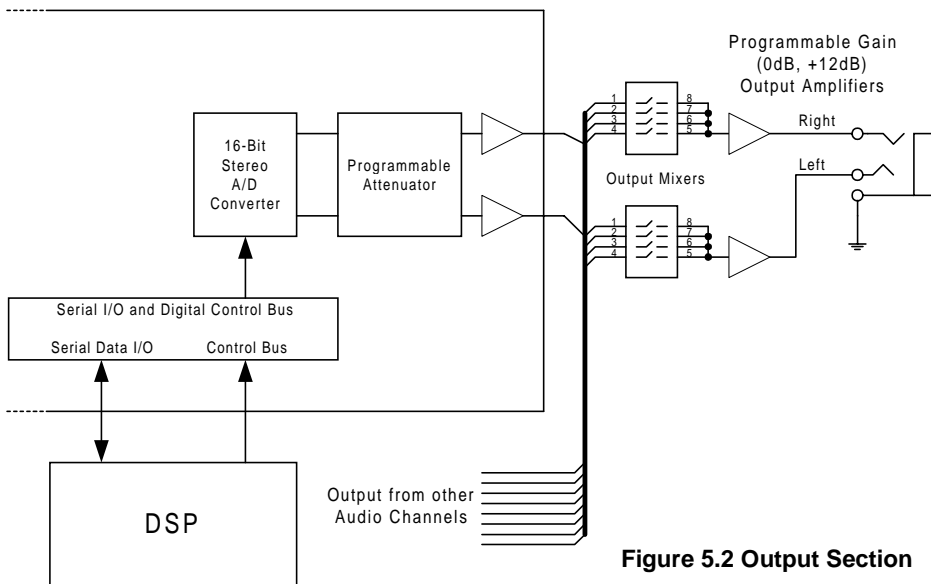 Programmable Gain
(0dB, +12dB)
Output Amplifiers
16-Bit
Stereo
A/D
Converter
Programmable
Attenuator
1
2
3
4
8
7
6
5
Right
Left
Output Mixers
1
2
3
4
8
7
6
5
Serial I/O and Digital Control Bus
Serial Data I/O
Control Bus
DSP
Output from other
Audio Channels
Figure 5.2 Output Section